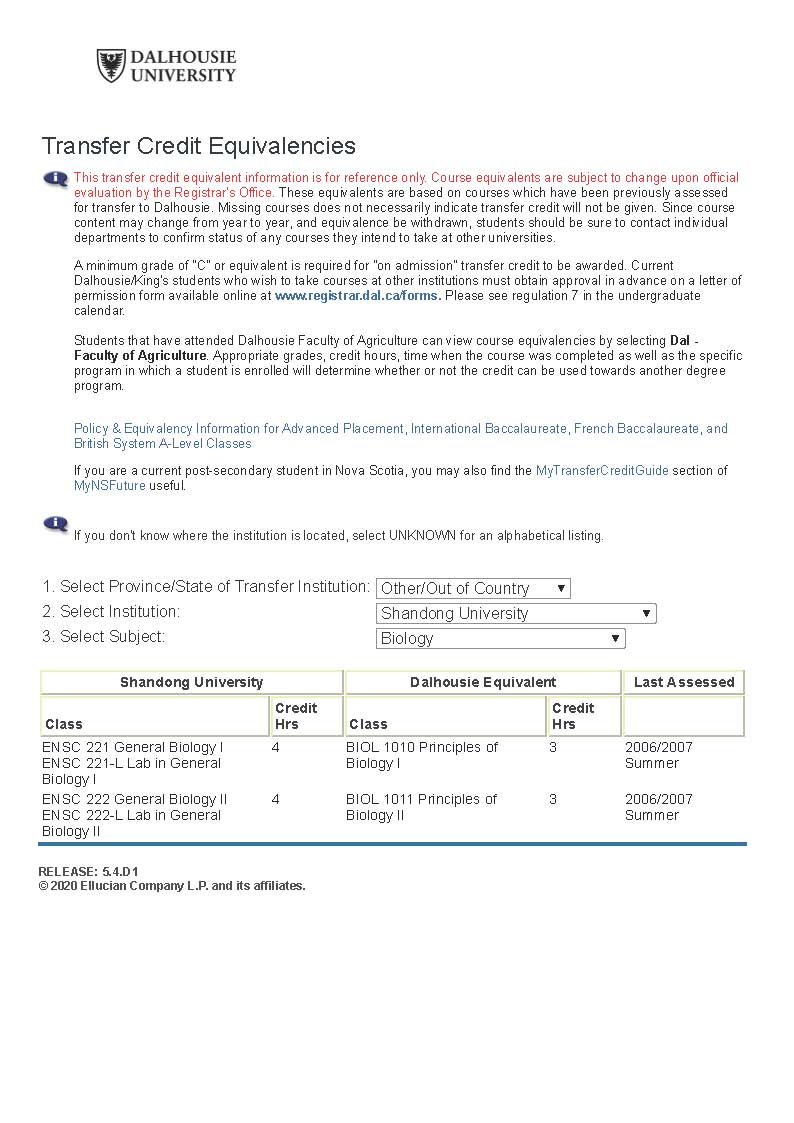 DALHOUSIE
UNIVERSITY
Transfer Credit Equivalencies
This transfer credit equivalent information is for reference only. Course equivalents are subject to change upon official
evaluation by the Registrar's Office. These equivalents are based on courses which have been previously assessed
for transfer to Dalhousie. Missing courses does not necessarily indicate transfer credit will not be given. Since course
content may change from year to year, and equivalence be withdrawn, students should be sure to contact individual
departments to confirm status of any courses they intend to take at other universities.
A minimum grade of "C" or equivalent is required for "on admission" transfer credit to be awarded. Current
Dalhousie/King's students who wish to take courses at other institutions must obtain approval in advance on a letter of
permission form available online at www.registrar.dal.ca/forms. Please see regulation 7 in the undergraduate
calendar.
Students that have attended Dalhousie Faculty of Agriculture can view course equivalencies by selecting Dal -
Faculty of Agriculture. Appropriate grades, credit hours, time when the course was completed as well as the specific
program in which a student is enrolled will determine whether or not the credit can be used towards another degree
program.
Policy & Equivalency Information for Advanced Placement, International Baccalaureate, French Baccalaureate, and
British System A-Level Classes
If you are a current post-secondary student in Nova Scotia, you may also find the MyTransferCreditGuide section of
MyNSFuture useful.
If you don't know where the institution is located, select UNKNOWN for an alphabetical listing.
1. Select Province/State of Transfer Institution: Other/Out of Country
2. Select Institution: Shandong University
3. Select Subject: Biology
Shandong University Dalhousie Equivalent Last Assessed
Class Credit Hrs Class Credit Hrs
ENSC 221 General Biology I 4 BIOL 1010 Principles of 3 2006/2007
ENSC 221-L Lab in General Biology I Summer
Biology I
ENSC 222 General Biology II 4 BIOL 1011 Principles of 3 2006/2007
ENSC 222-L Lab in General Biology II Summer
Biology II
RELEASE: 5.4.D1
© 2020 Ellucian Company L.P. and its affiliates.